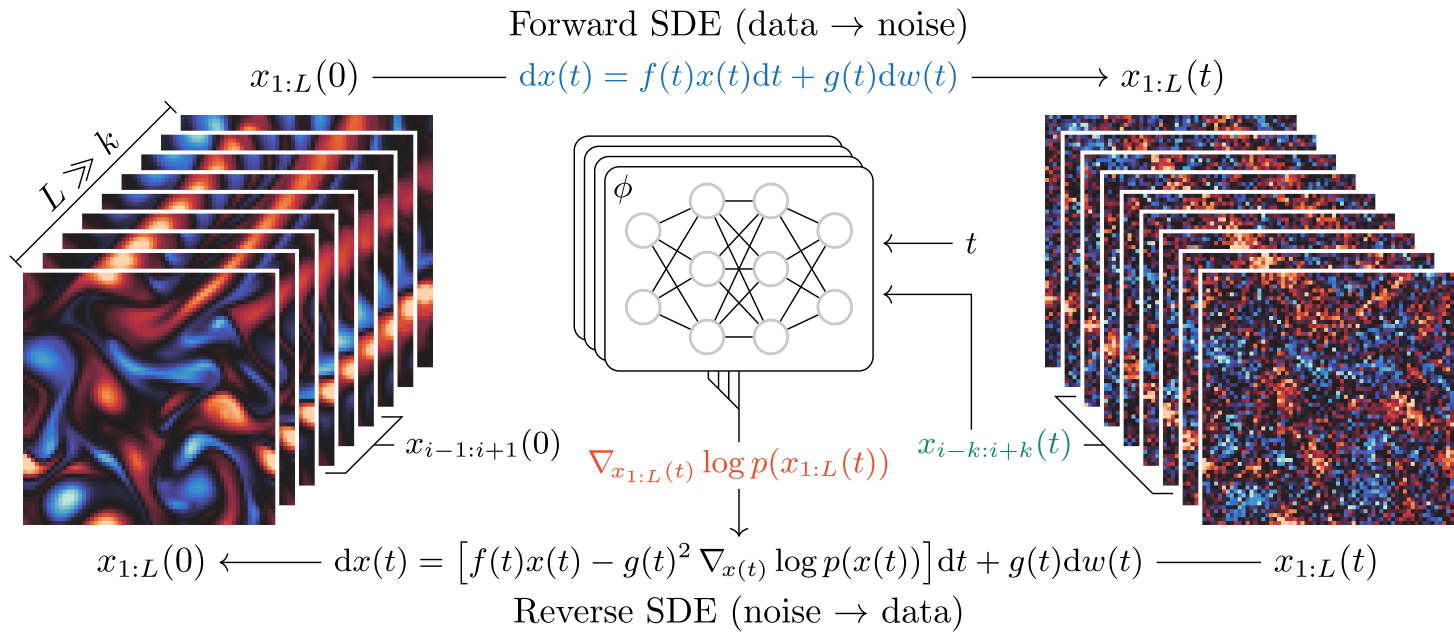 Forward SDE (data → noise)
x_{1:L}(0) dx(t) = f(t)x(t)dt + g(t)dw(t) x_{1:L}(t)
L ≫ k
ϕ
t
x_{i−1:i+1}(0)
∇_{x_{1:L}(t)} log p(x_{1:L}(t))
x_{i−k:i+k}(t)
x_{1:L}(0) dx(t) = [f(t)x(t) − g(t)² ∇_{x(t)} log p(x(t))]dt + g(t)dw(t) x_{1:L}(t)
Reverse SDE (noise → data)